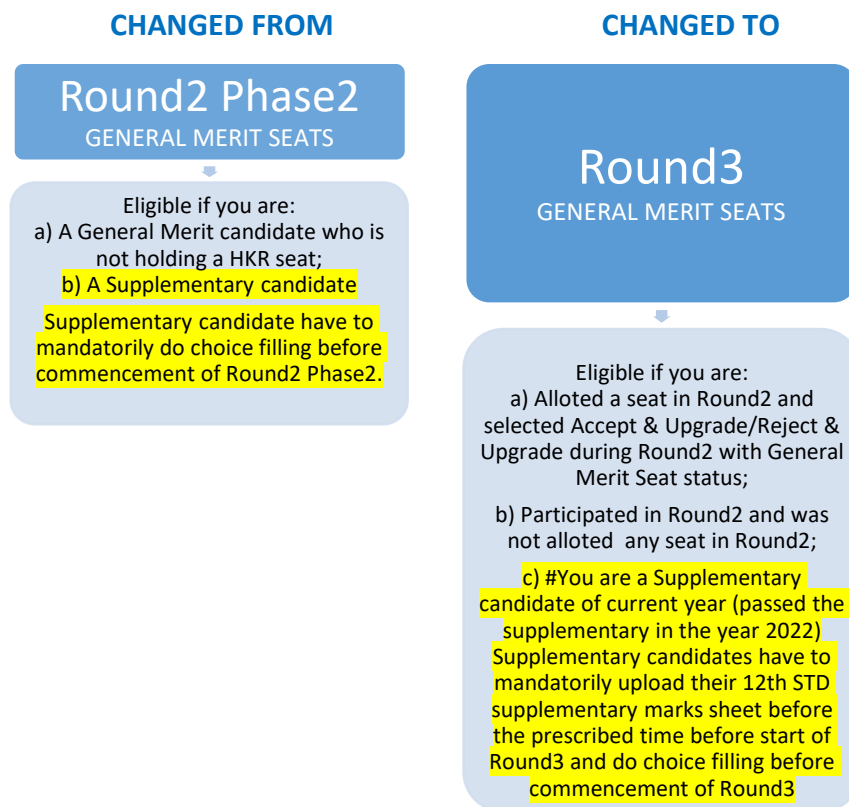 CHANGED FROM
Round2 Phase2
GENERAL MERIT SEATS
Eligible if you are:
a) A General Merit candidate who is
not holding a HKR seat;
b) A Supplementary candidate
Supplementary candidate have to
mandatorily do choice filling before
commencement of Round2 Phase2.
CHANGED TO
Round3
GENERAL MERIT SEATS
Eligible if you are:
a) Alloted a seat in Round2 and
selected Accept & Upgrade/Reject &
Upgrade during Round2 with General
Merit Seat status;
b) Participated in Round2 and was
not alloted any seat in Round2;
c) #You are a Supplementary
candidate of current year (passed the
supplementary in the year 2022)
Supplementary candidates have to
mandatorily upload their 12th STD
supplementary marks sheet before
the prescribed time before start of
Round3 and do choice filling before
commencement of Round3